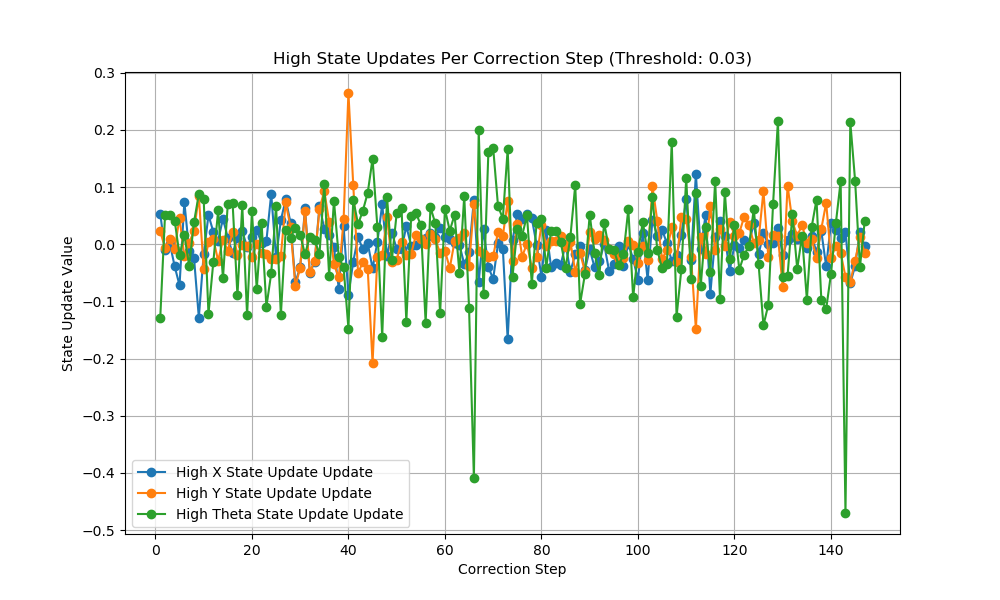 High State Updates Per Correction Step (Threshold: 0.03)
0.3
0.2
0.1
0.0
−0.1
−0.2
−0.3
−0.4
−0.5
State Update Value
High X State Update Update
High Y State Update Update
High Theta State Update Update
0 20 40 60 80 100 120 140
Correction Step